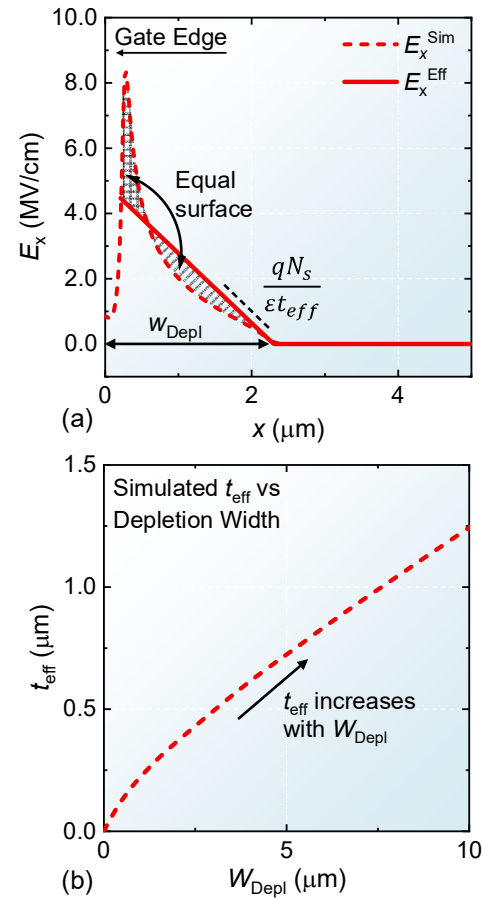 10.0
Gate Edge
E_x^Sim
E_x^Eff
8.0
6.0
Equal
surface
4.0
qN_s
εt_eff
2.0
w_Depl
0.0
E_x (MV/cm)
0
2
4
(a)
x (μm)
1.5
Simulated t_eff vs
Depletion Width
1.0
t_eff (μm)
0.5
t_eff increases
with W_Depl
0.0
0
5
10
(b)
W_Depl (μm)